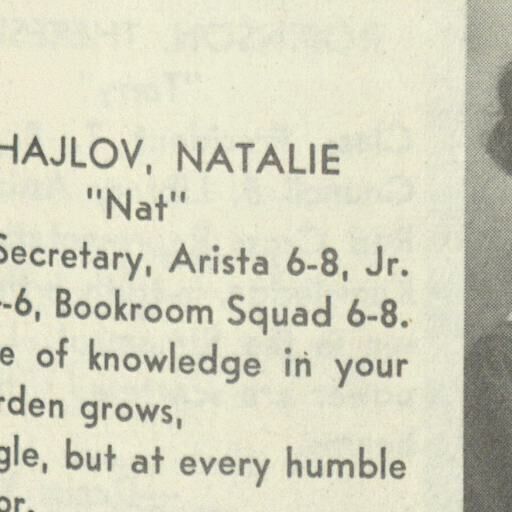 HAJLOV, NATALIE
"Nat"
Secretary, Arista 6-8, Jr.
-6, Bookroom Squad 6-8.
e of knowledge in your
rden grows,
gle, but at every humble
or.